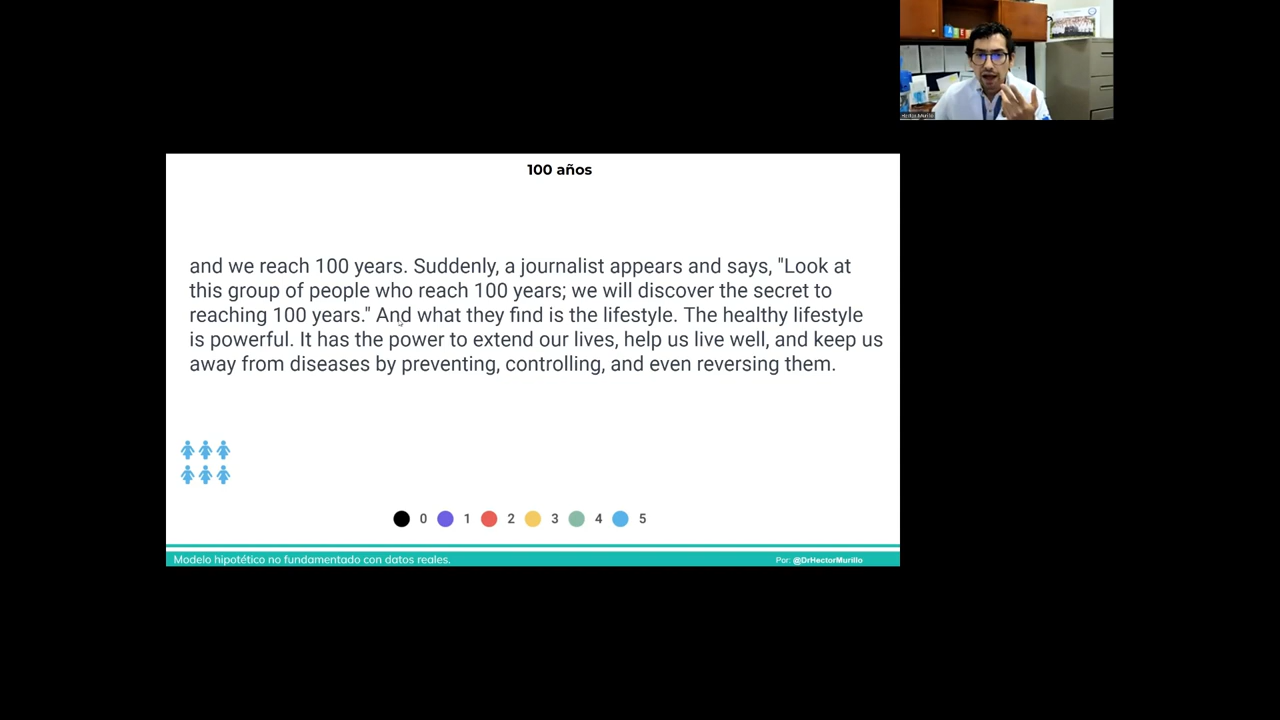 Hector Murillo
100 años
and we reach 100 years. Suddenly, a journalist appears and says, "Look at
this group of people who reach 100 years; we will discover the secret to
reaching 100 years." And what they find is the lifestyle. The healthy lifestyle
is powerful. It has the power to extend our lives, help us live well, and keep us
away from diseases by preventing, controlling, and even reversing them.
0 1 2 3 4 5
Modelo hipotético no fundamentado con datos reales.
Por: @DrHectorMurillo